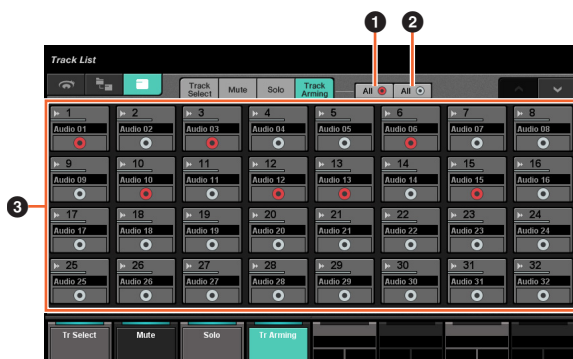 1 2
Track List
Track Select Mute Solo Track Arming All All
1 2 3 4 5 6 7 8
Audio 01 Audio 02 Audio 03 Audio 04 Audio 05 Audio 06 Audio 07 Audio 08
9 10 11 12 13 14 15 16
Audio 09 Audio 10 Audio 11 Audio 12 Audio 13 Audio 14 Audio 15 Audio 16
3
17 18 19 20 21 22 23 24
Audio 17 Audio 18 Audio 19 Audio 20 Audio 21 Audio 22 Audio 23 Audio 24
25 26 27 28 29 30 31 32
Audio 25 Audio 26 Audio 27 Audio 28 Audio 29 Audio 30 Audio 31 Audio 32
Tr Select Mute Solo Tr Arming